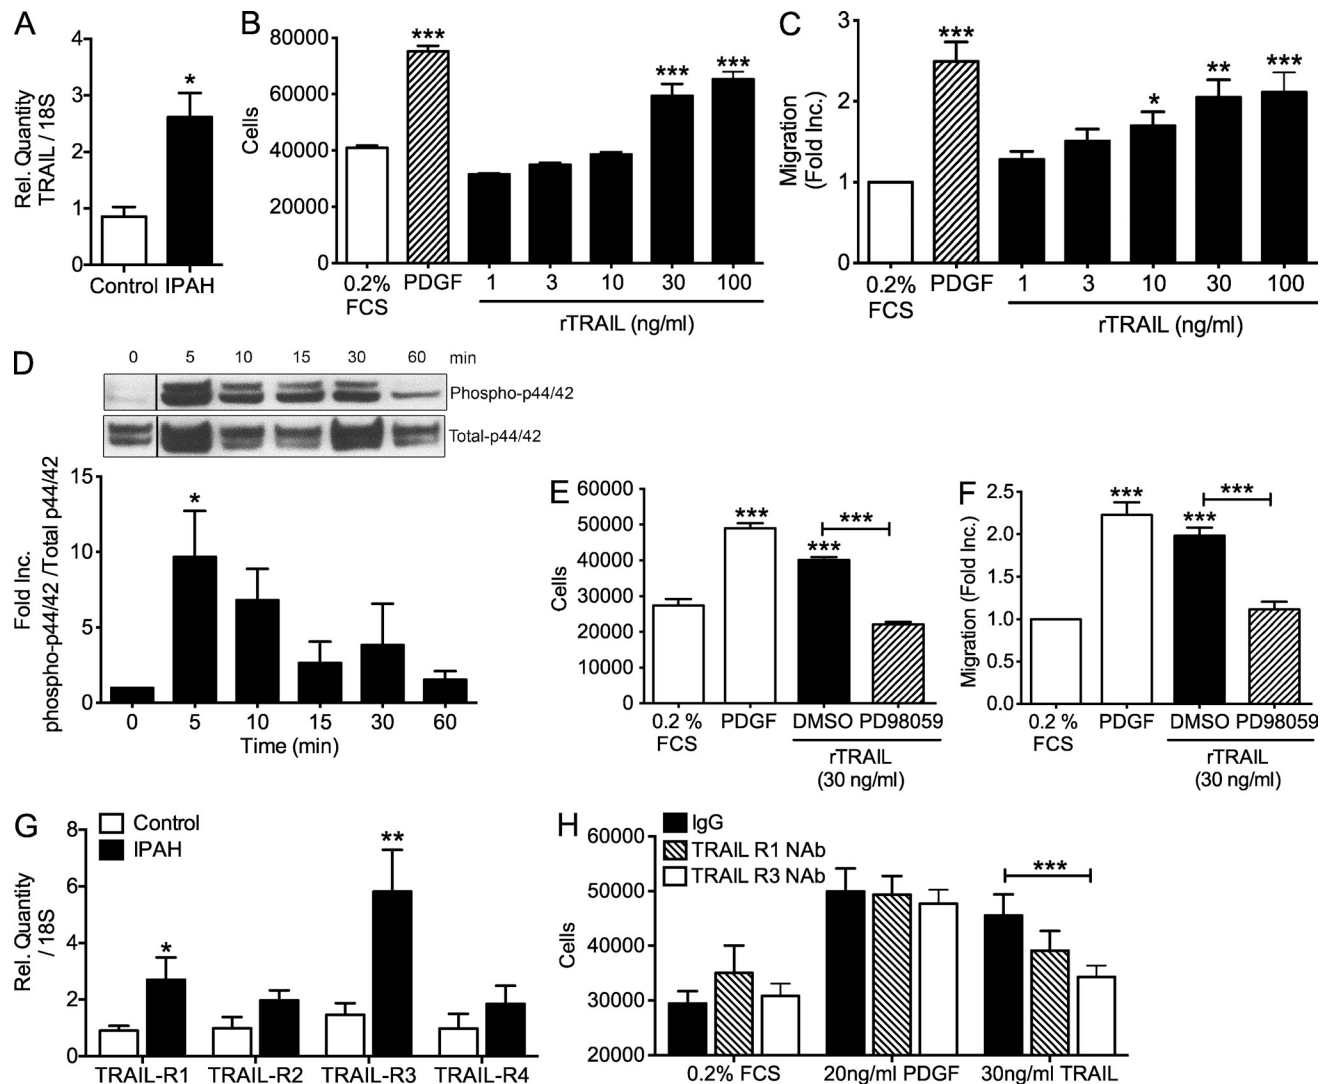 A
Rel. Quantity
TRAIL / 18S
4
3
2
1
0
*
Control IPAH
B
Cells
80000
60000
40000
20000
0
***
***
***
0.2%
FCS
PDGF
1
3
10
30
100
rTRAIL (ng/ml)
C
Migration
(Fold Inc.)
3
2
1
0
***
*
**
***
0.2%
FCS
PDGF
1
3
10
30
100
rTRAIL (ng/ml)
D
0
5
10
15
30
60
min
Phospho-p44/42
Total-p44/42
Fold Inc.
phospho-p44/42 /Total p44/42
15
10
5
0
*
0
5
10
15
30
60
Time (min)
E
Cells
60000
50000
40000
30000
20000
10000
0
***
***
***
0.2 %
FCS
PDGF
DMSO PD98059
rTRAIL
(30 ng/ml)
F
Migration (Fold Inc.)
2.5
2.0
1.5
1.0
0.5
0.0
***
***
***
0.2 %
FCS
PDGF
DMSO PD98059
rTRAIL
(30 ng/ml)
G
Control
IPAH
Rel. Quantity
/ 18S
8
6
4
2
0
*
**
TRAIL-R1
TRAIL-R2
TRAIL-R3
TRAIL-R4
H
IgG
TRAIL R1 NAb
TRAIL R3 NAb
Cells
60000
50000
40000
30000
20000
***
0.2% FCS
20ng/ml PDGF
30ng/ml TRAIL